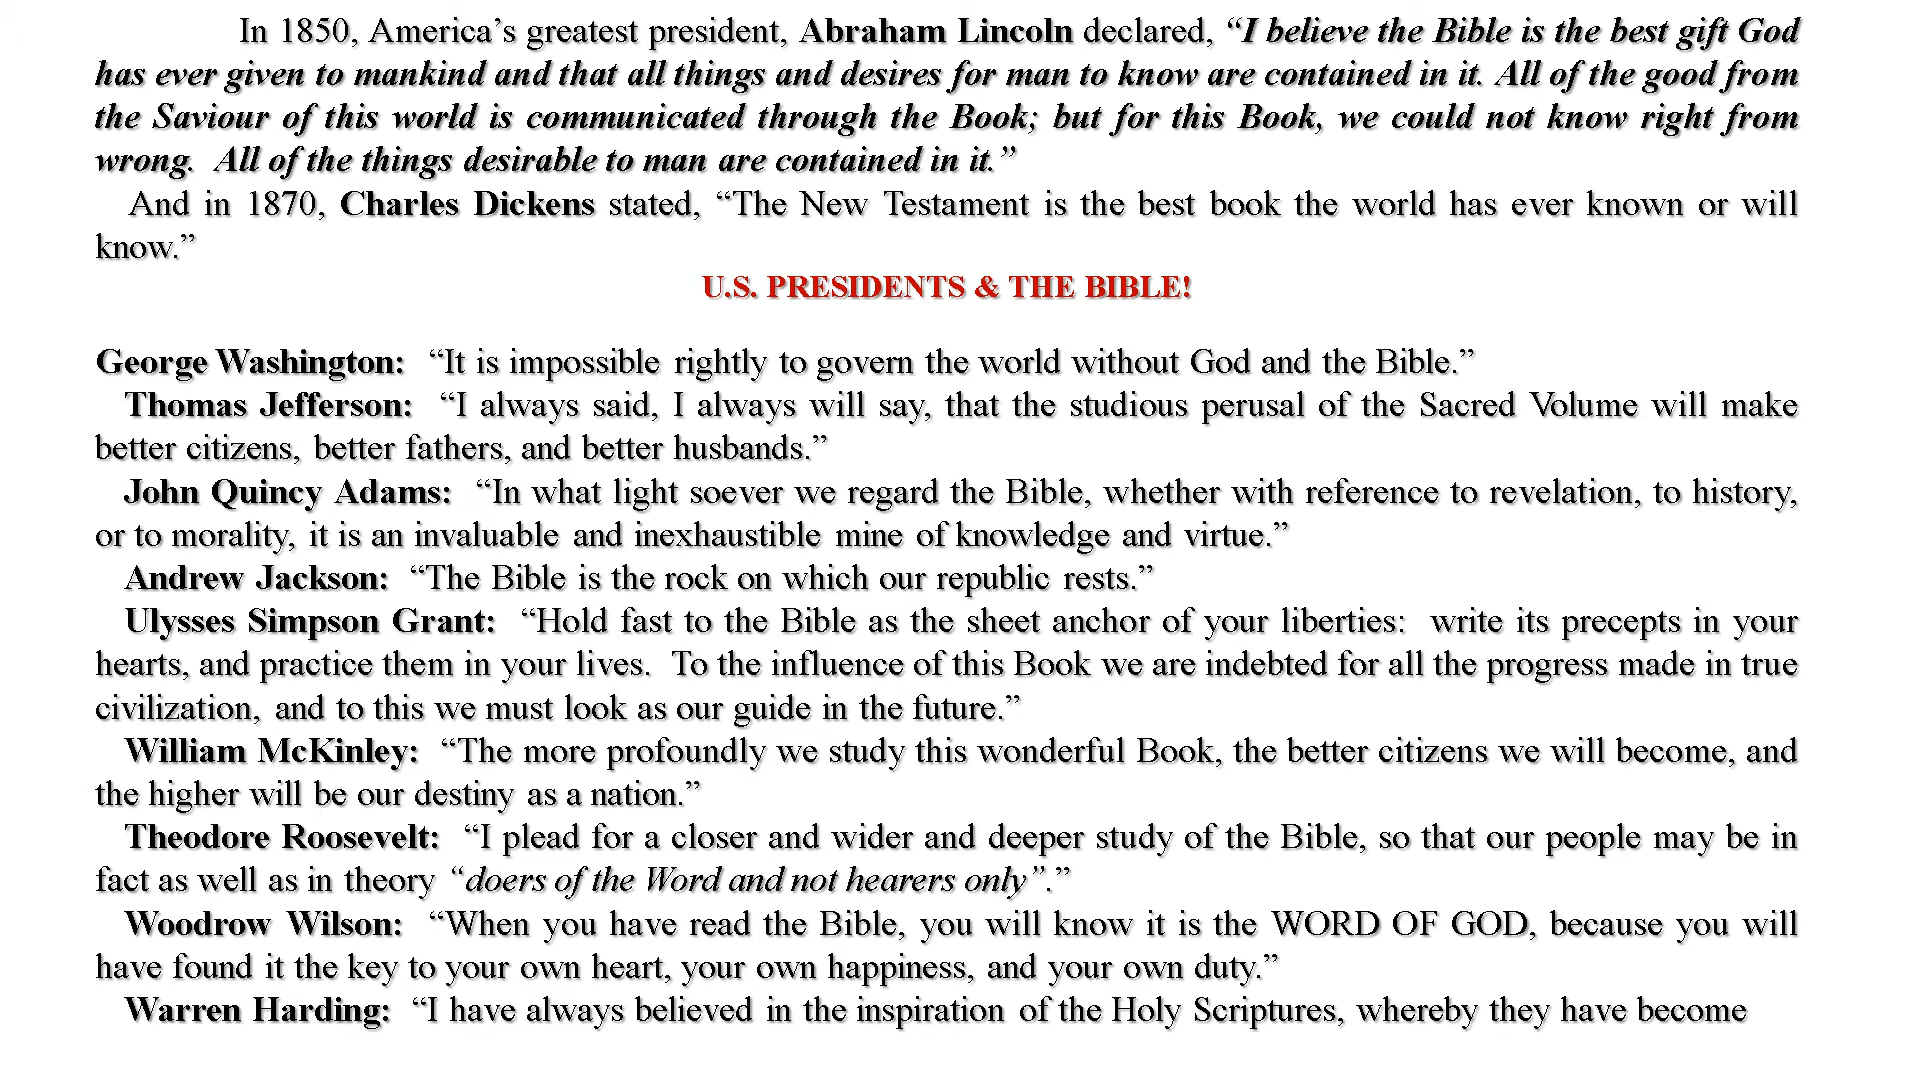 In 1850, America’s greatest president, Abraham Lincoln declared, “I believe the Bible is the best gift God
has ever given to mankind and that all things and desires for man to know are contained in it. All of the good from
the Saviour of this world is communicated through the Book; but for this Book, we could not know right from
wrong.  All of the things desirable to man are contained in it.”
And in 1870, Charles Dickens stated, “The New Testament is the best book the world has ever known or will
know.”
U.S. PRESIDENTS & THE BIBLE!
George Washington:  “It is impossible rightly to govern the world without God and the Bible.”
Thomas Jefferson:  “I always said, I always will say, that the studious perusal of the Sacred Volume will make
better citizens, better fathers, and better husbands.”
John Quincy Adams:  “In what light soever we regard the Bible, whether with reference to revelation, to history,
or to morality, it is an invaluable and inexhaustible mine of knowledge and virtue.”
Andrew Jackson:  “The Bible is the rock on which our republic rests.”
Ulysses Simpson Grant:  “Hold fast to the Bible as the sheet anchor of your liberties:  write its precepts in your
hearts, and practice them in your lives.  To the influence of this Book we are indebted for all the progress made in true
civilization, and to this we must look as our guide in the future.”
William McKinley:  “The more profoundly we study this wonderful Book, the better citizens we will become, and
the higher will be our destiny as a nation.”
Theodore Roosevelt:  “I plead for a closer and wider and deeper study of the Bible, so that our people may be in
fact as well as in theory “doers of the Word and not hearers only”.”
Woodrow Wilson:  “When you have read the Bible, you will know it is the WORD OF GOD, because you will
have found it the key to your own heart, your own happiness, and your own duty.”
Warren Harding:  “I have always believed in the inspiration of the Holy Scriptures, whereby they have become